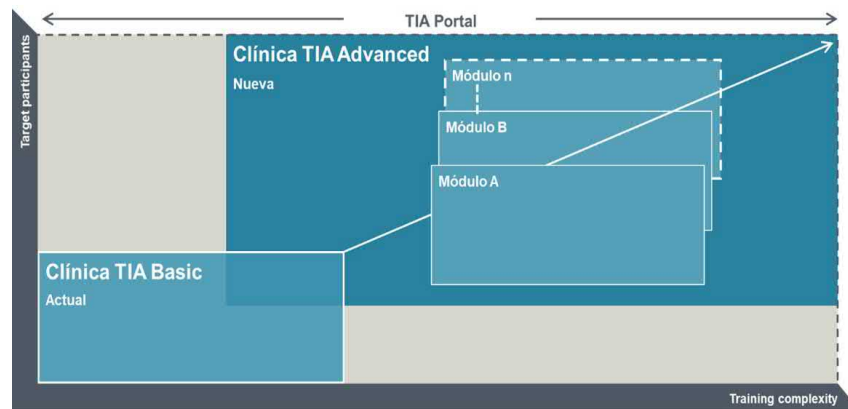 TIA Portal
Target participants
Clínica TIA Advanced
Nueva
Módulo n
Módulo B
Módulo A
Clínica TIA Basic
Actual
Training complexity